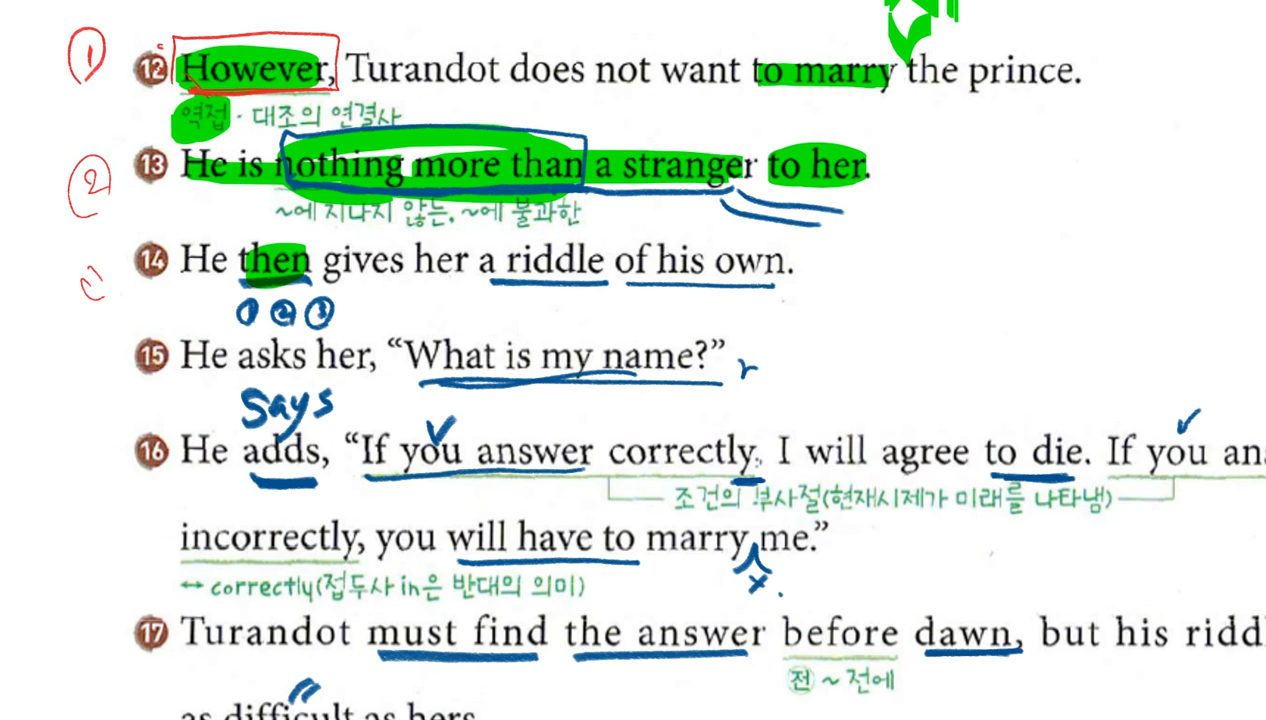 ① ⑫ However, Turandot does not want to marry the prince.
역접 · 대조의 연결사
② ⑬ He is nothing more than a stranger to her.
~에 지나지 않는, ~에 불과한
⑭ He then gives her a riddle of his own.
① ② ③
⑮ He asks her, “What is my name?”
says
⑯ He adds, “If you answer correctly, I will agree to die. If you an
조건의 부사절(현재시제가 미래를 나타냄)
incorrectly, you will have to marry me.”
↔ correctly(접두사 in은 반대의 의미)
⑰ Turandot must find the answer before dawn, but his riddl
전 ~ 전에
as difficult as hers